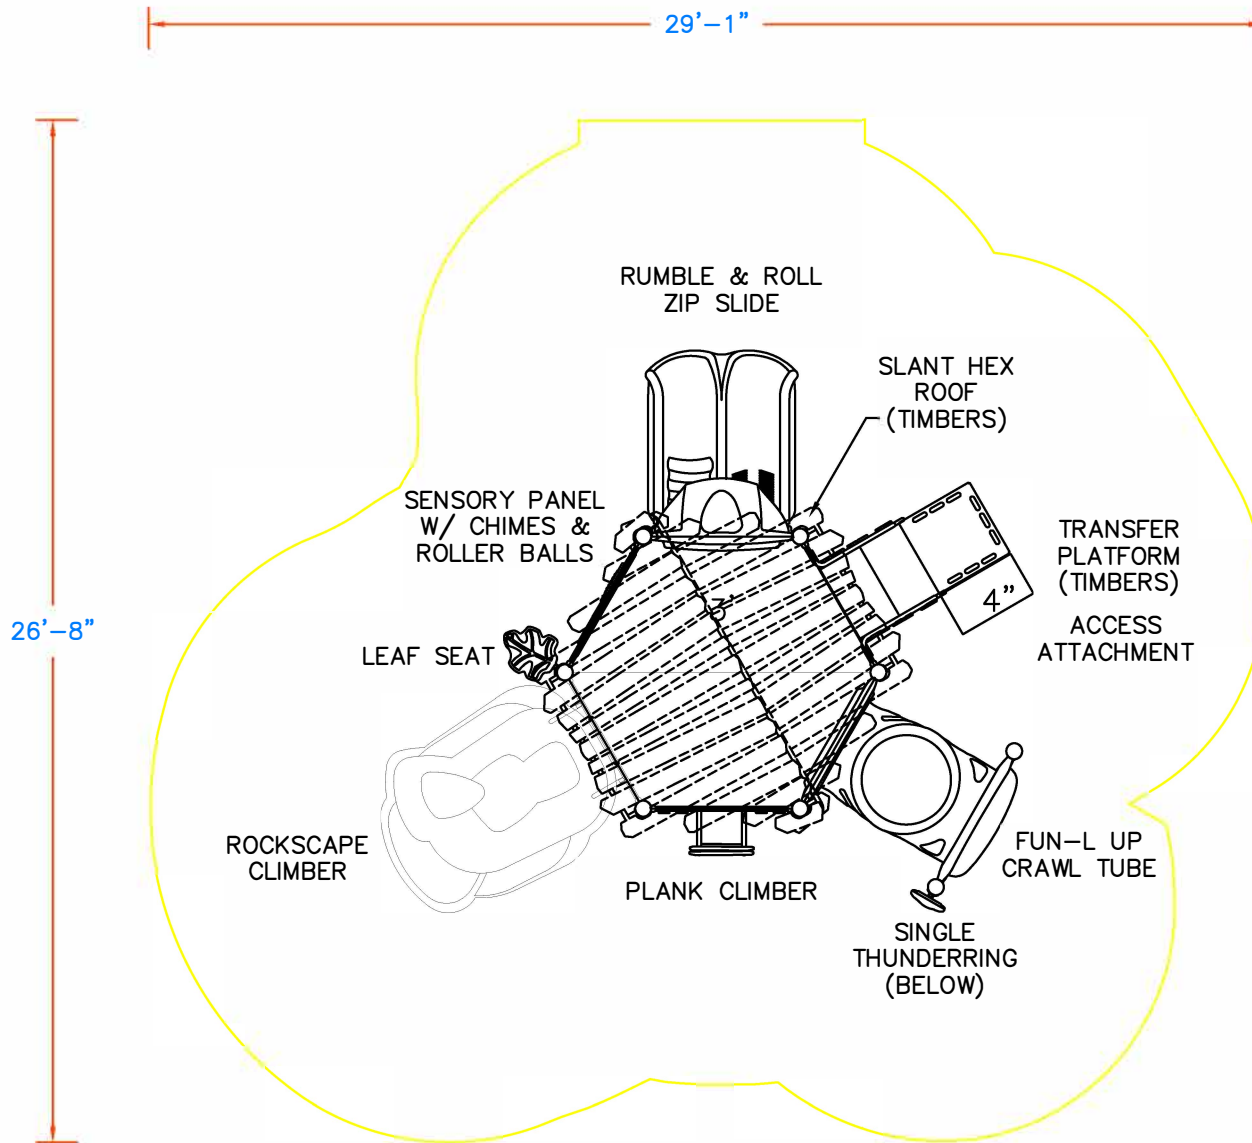 29'-1"
RUMBLE & ROLL
ZIP SLIDE
SLANT HEX
ROOF
(TIMBERS)
SENSORY PANEL
W/ CHIMES &
ROLLER BALLS
TRANSFER
PLATFORM
(TIMBERS)
4"
3'
26'-8"
ACCESS
ATTACHMENT
LEAF SEAT
ROCKSCAPE
CLIMBER
PLANK CLIMBER
FUN-L UP
CRAWL TUBE
SINGLE
THUNDERRING
(BELOW)